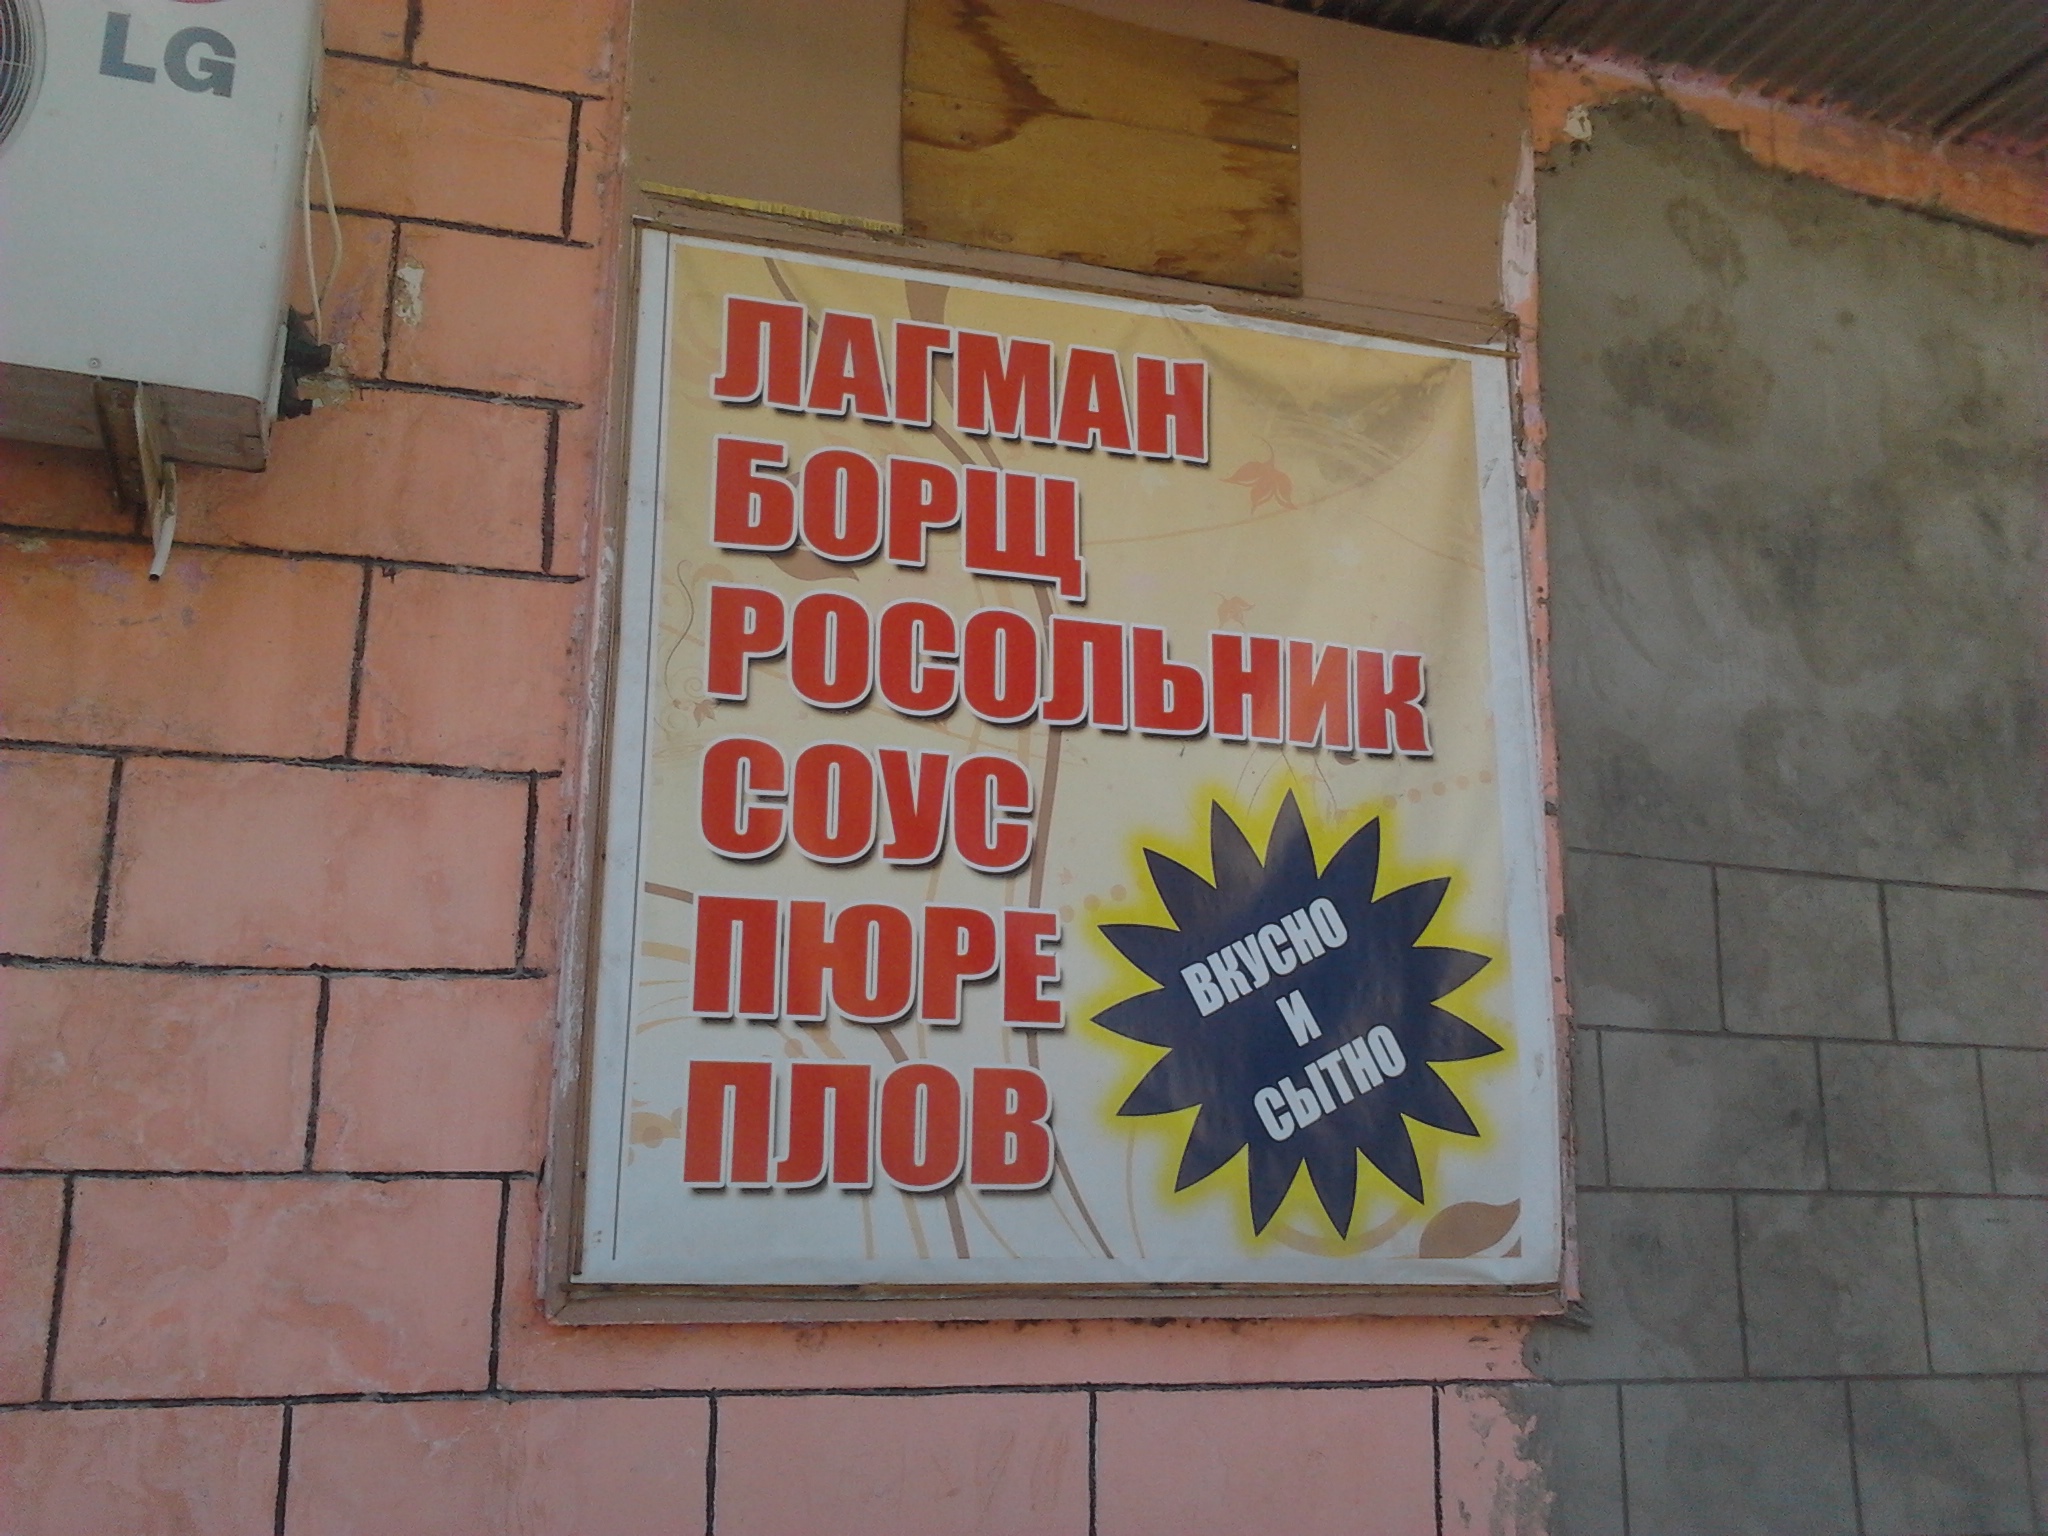 LG
ЛАГМАН
БОРЩ
РОСОЛЬНИК
СОУС
ПЮРЕ
ПЛОВ
ВКУСНО
И
СЫТНО